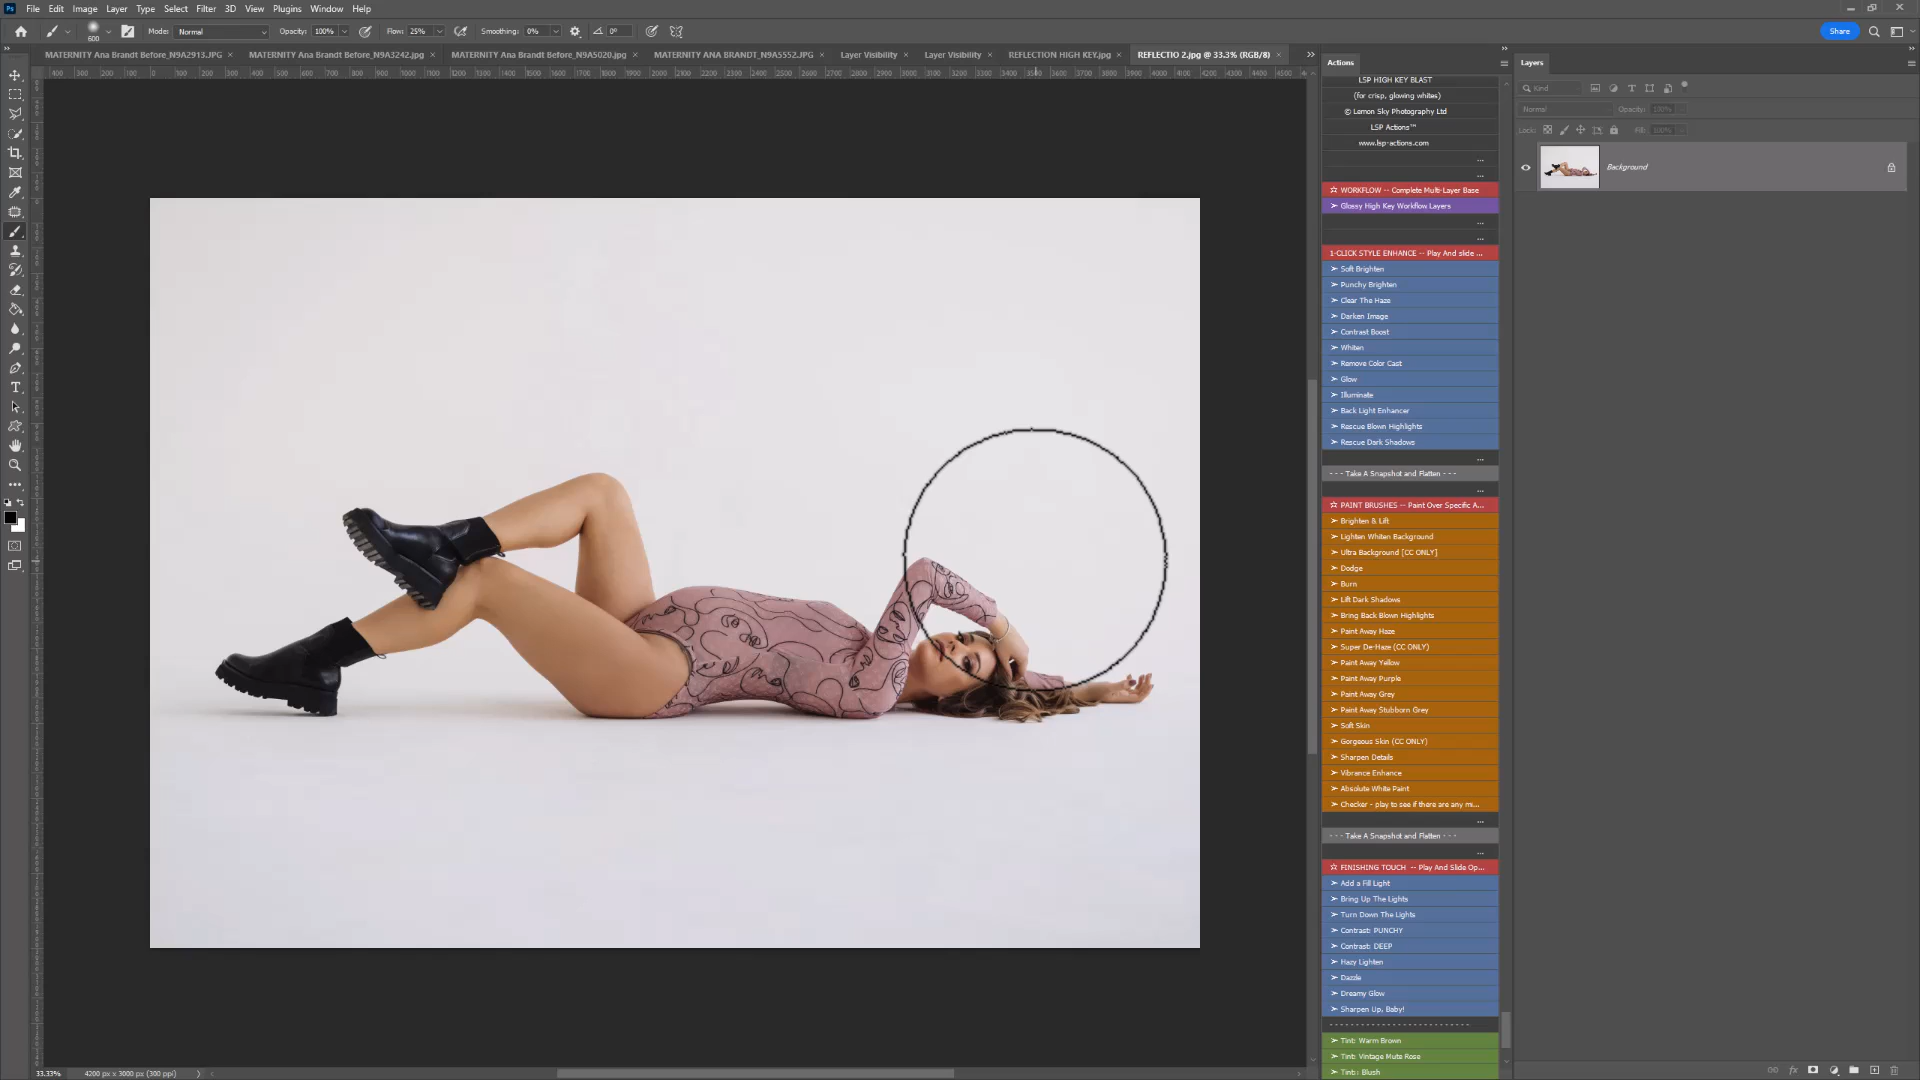 File Edit Image Layer Type Select Filter 3D View Plugins Window Help
Mode: Normal Opacity: 100% Flow: 25% Smoothing: 0% 0° Share
600
MATERNITY Ana Brandt Before_N9A2913.JPG × MATERNITY Ana Brandt Before_N9A3242.jpg × MATERNITY Ana Brandt Before_N9A5020.jpg × MATERNITY ANA BRANDT_N9A5552.JPG × Layer Visibility × Layer Visibility × REFLECTION HIGH KEY.jpg × REFLECTIO 2.jpg @ 33.3% (RGB/8) ×
Actions
LSP HIGH KEY BLAST
(for crisp, glowing whites)
© Lemon Sky Photography Ltd
LSP Actions™
www.lsp-actions.com
...
...
☆ WORKFLOW -- Complete Multi-Layer Base
➢ Glossy High Key Workflow Layers
...
...
1-CLICK STYLE ENHANCE -- Play And slide ...
➢ Soft Brighten
➢ Punchy Brighten
➢ Clear The Haze
➢ Darken Image
➢ Contrast Boost
➢ Whiten
➢ Remove Color Cast
➢ Glow
➢ Illuminate
➢ Back Light Enhancer
➢ Rescue Blown Highlights
➢ Rescue Dark Shadows
...
- - - Take A Snapshot and Flatten - - -
...
☆ PAINT BRUSHES -- Paint Over Specific A...
➢ Brighten & Lift
➢ Lighten Whiten Background
➢ Ultra Background [CC ONLY]
➢ Dodge
➢ Burn
➢ Lift Dark Shadows
➢ Bring Back Blown Highlights
➢ Paint Away Haze
➢ Super De-Haze (CC ONLY)
➢ Paint Away Yellow
➢ Paint Away Purple
➢ Paint Away Grey
➢ Paint Away Stubborn Grey
➢ Soft Skin
➢ Gorgeous Skin (CC ONLY)
➢ Sharpen Details
➢ Vibrance Enhance
➢ Absolute White Paint
➢ Checker - play to see if there are any mi...
...
- - - Take A Snapshot and Flatten - - -
...
☆ FINISHING TOUCH -- Play And Slide Op...
➢ Add a Fill Light
➢ Bring Up The Lights
➢ Turn Down The Lights
➢ Contrast: PUNCHY
➢ Contrast: DEEP
➢ Hazy Lighten
➢ Dazzle
➢ Dreamy Glow
➢ Sharpen Up, Baby!
- - - - - - - - - - - - - - - - - - - - - - - - - -
➢ Tint: Warm Brown
➢ Tint: Vintage Mute Rose
➢ Tint: Blush
Layers
Kind
Normal Opacity: 100%
Lock: Fill: 100%
Background
33.33% 4200 px x 3000 px (300 ppi)